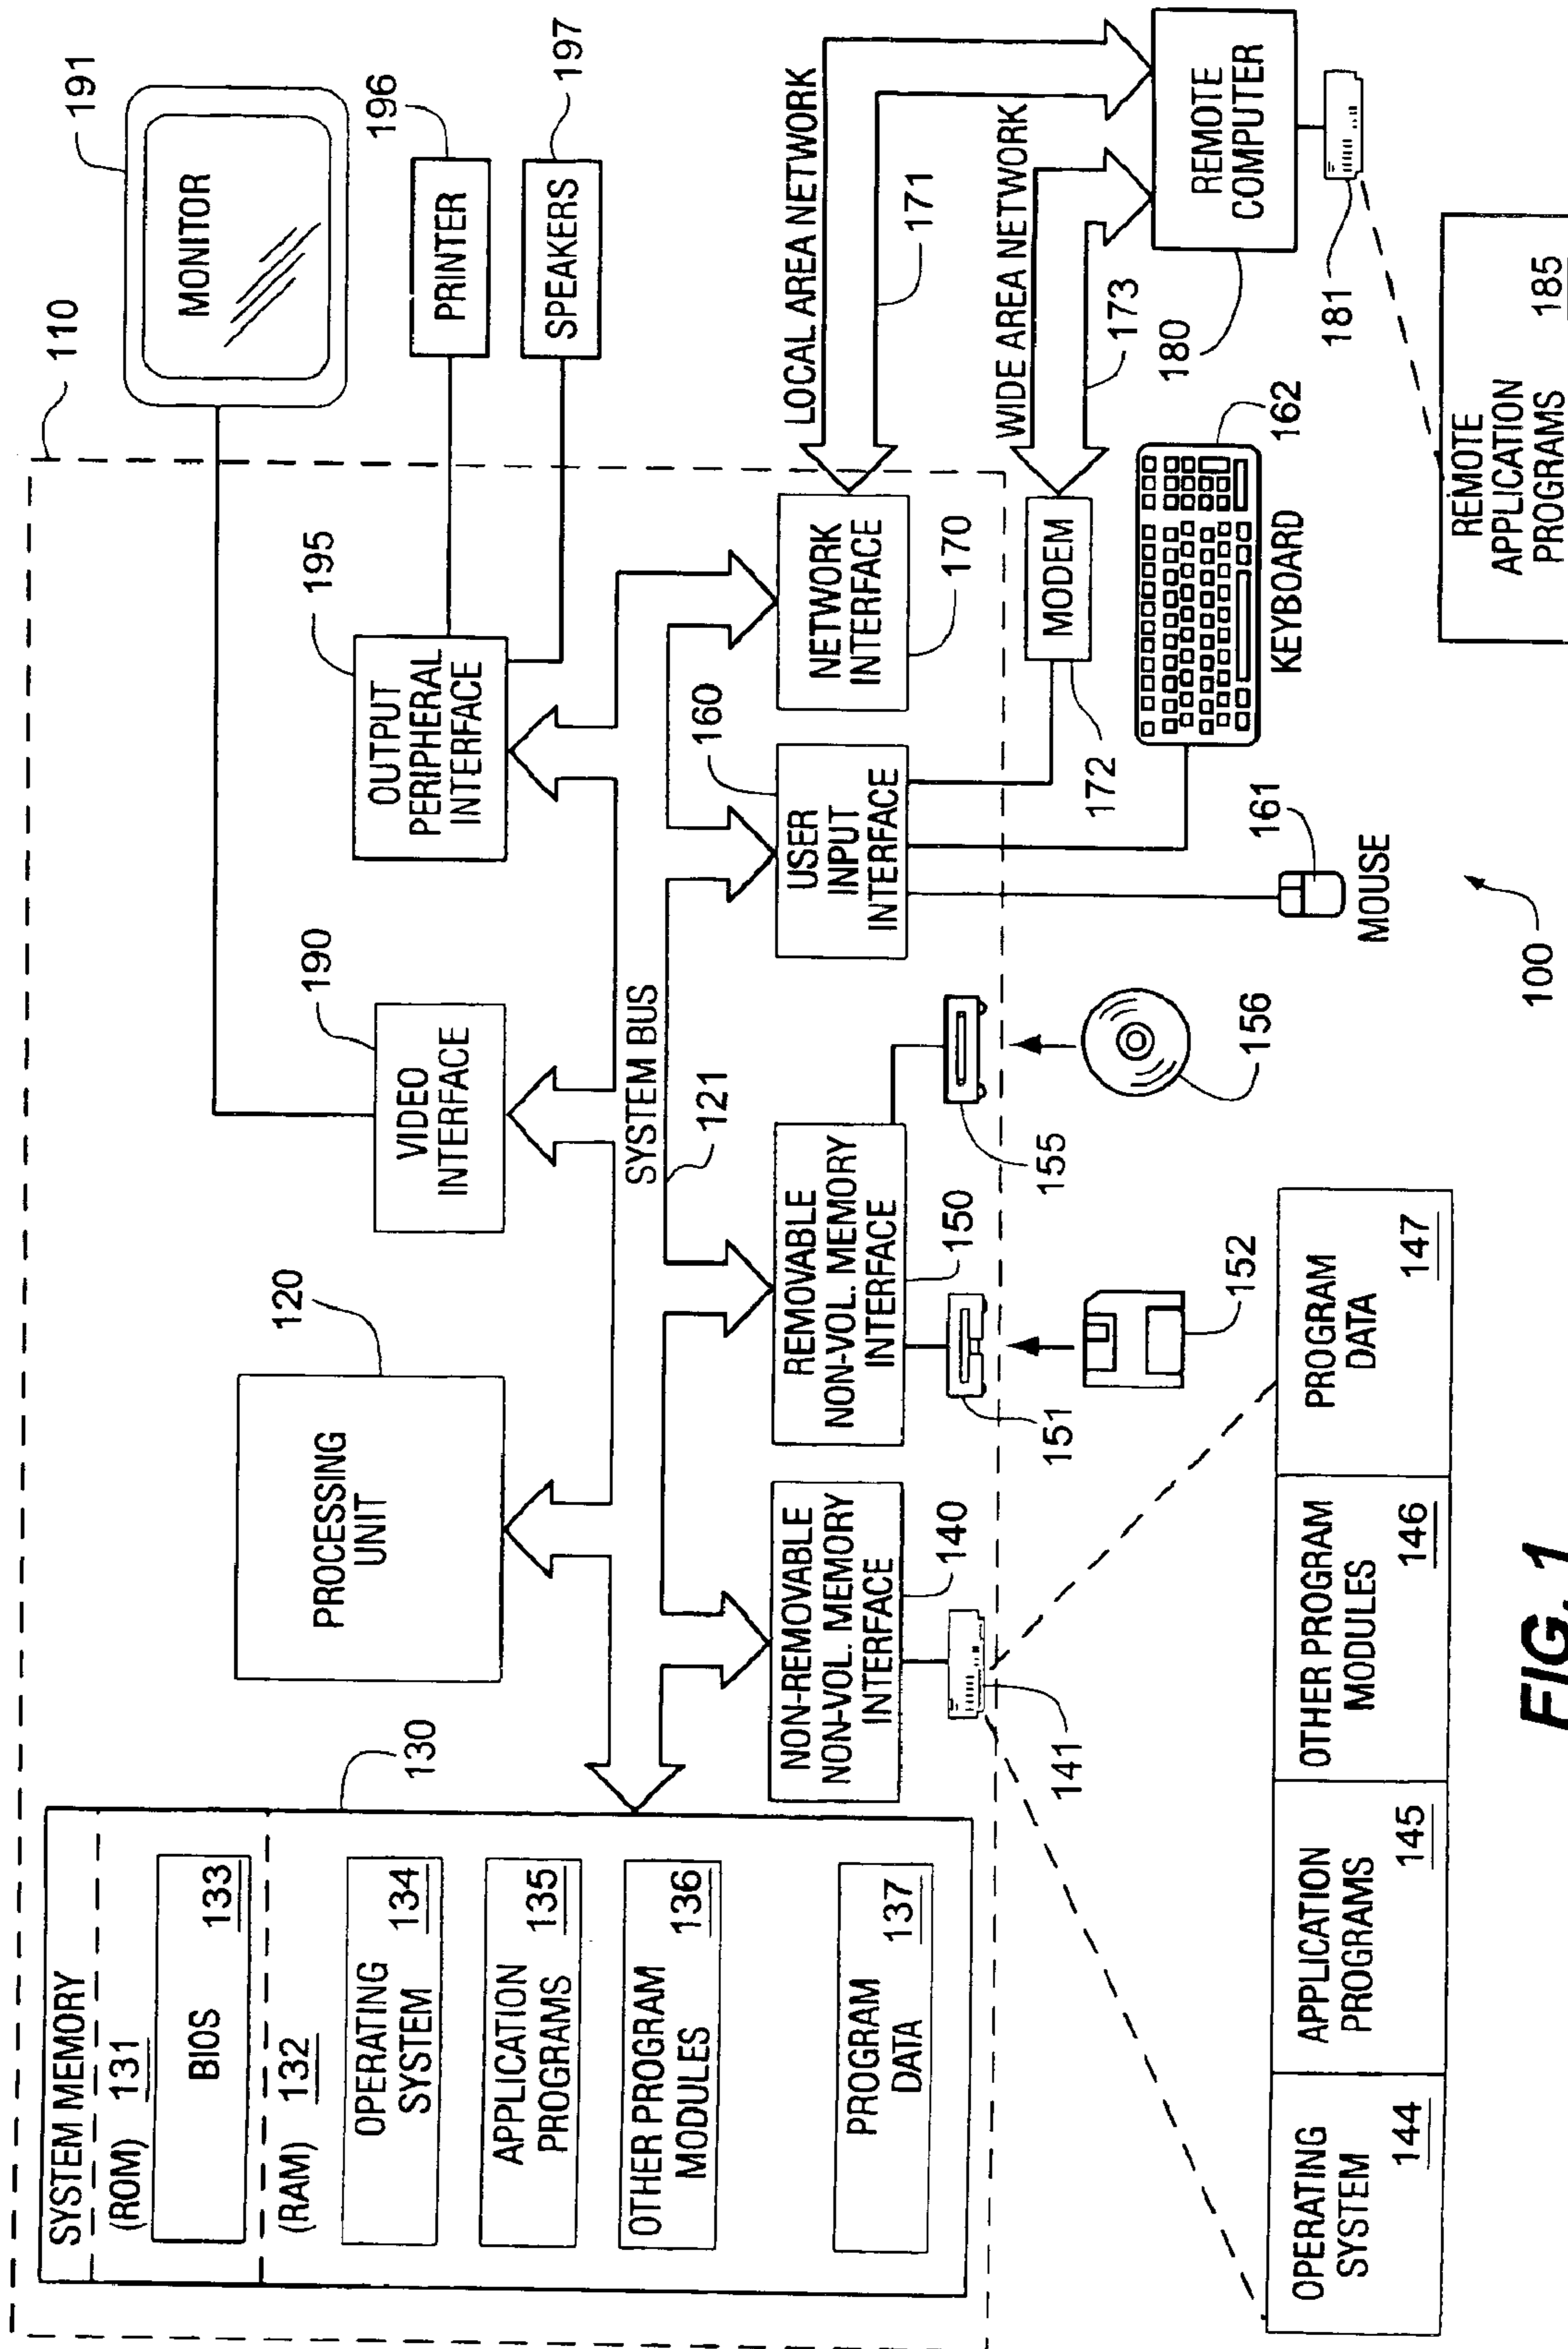 SYSTEM MEMORY
(ROM) 131
BIOS
133
(RAM) 132
OPERATING
SYSTEM 134
APPLICATION
PROGRAMS 135
OTHER PROGRAM
MODULES 136
PROGRAM
DATA 137
130
PROCESSING
UNIT
120
VIDEO
INTERFACE
190
OUTPUT
PERIPHERAL
INTERFACE
195
110
MONITOR
191
PRINTER
196
SPEAKERS
197
SYSTEM BUS
121
NON-REMOVABLE
NON-VOL. MEMORY
INTERFACE
140
REMOVABLE
NON-VOL. MEMORY
INTERFACE
150
USER
INPUT
INTERFACE
160
NETWORK
INTERFACE
170
LOCAL AREA NETWORK
171
WIDE AREA NETWORK
173
MODEM
172
141
151
155
152
156
161
MOUSE
162
KEYBOARD
REMOTE
COMPUTER
180
181
REMOTE
APPLICATION
PROGRAMS 185
OPERATING
SYSTEM
144
APPLICATION
PROGRAMS
145
OTHER PROGRAM
MODULES
146
PROGRAM
DATA
147
100
FIG. 1